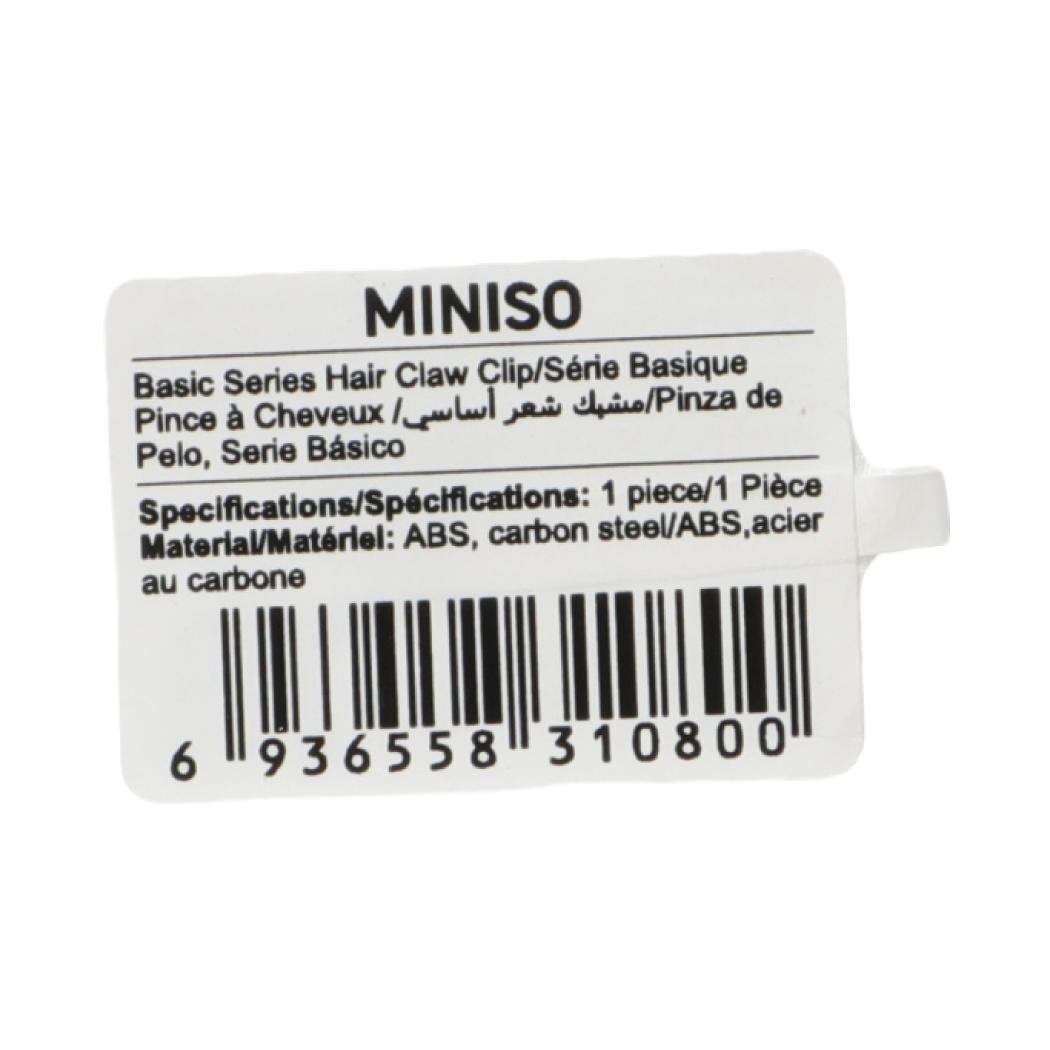 MINISO
Basic Series Hair Claw Clip/Série Basique
Pince à Cheveux /مشبك شعر أساسي/Pinza de
Pelo, Serie Básico
Specifications/Spécifications: 1 piece/1 Pièce
Material/Matériel: ABS, carbon steel/ABS,acier
au carbone
6 936558 310800